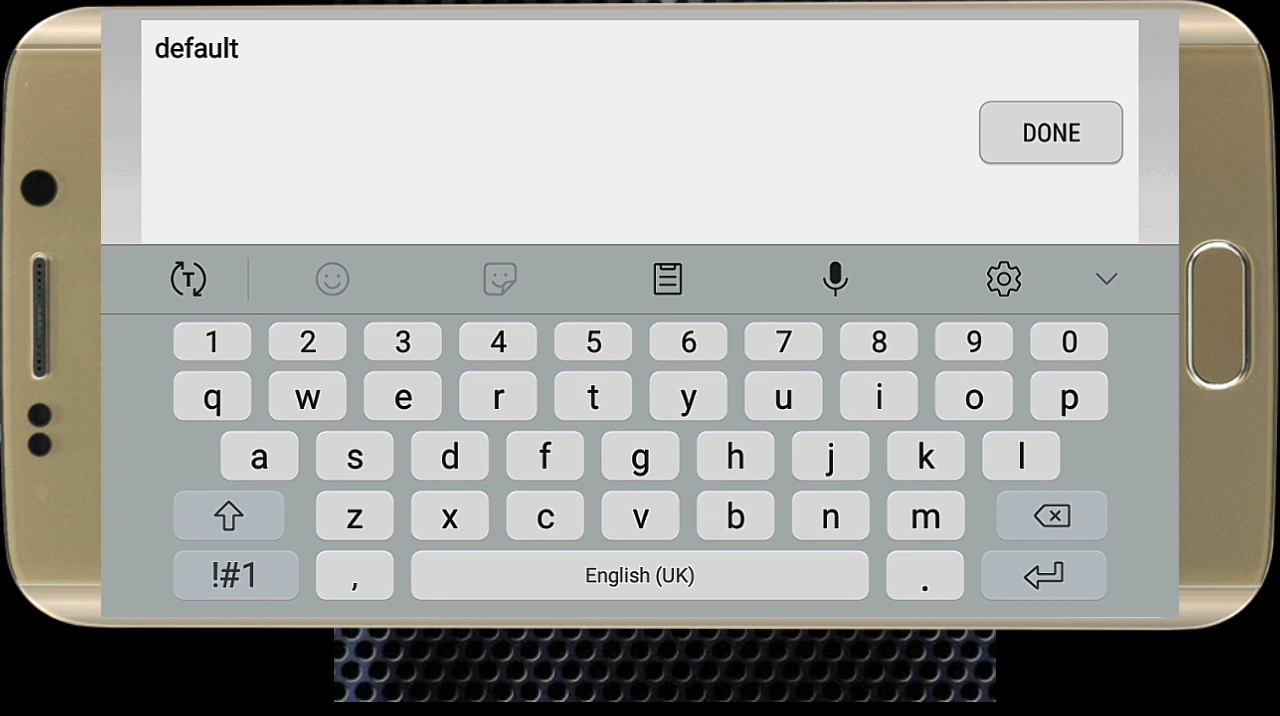 default
DONE
T
1 2 3 4 5 6 7 8 9 0
q w e r t y u i o p
a s d f g h j k l
z x c v b n m
!#1 , English (UK) .